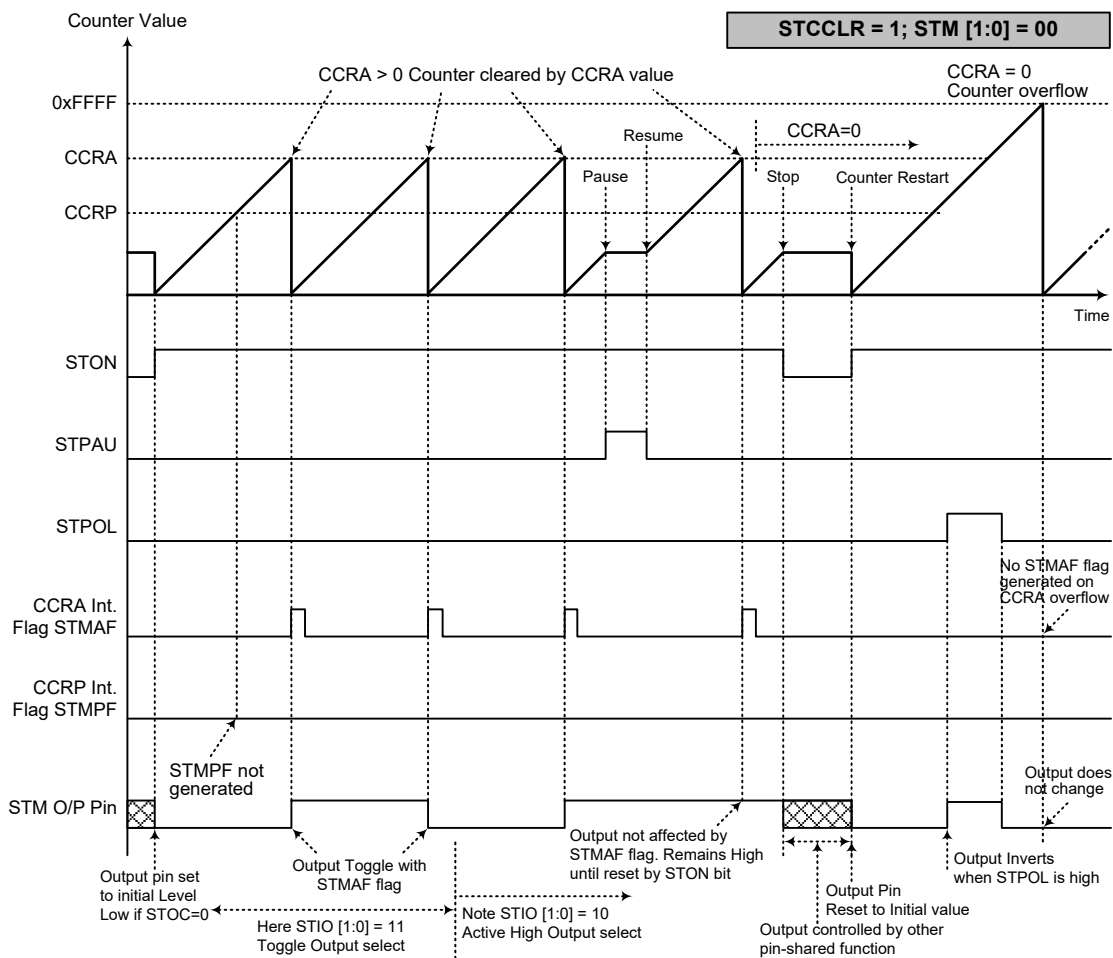 Counter Value
STCCLR = 1; STM [1:0] = 00
CCRA > 0 Counter cleared by CCRA value
CCRA = 0
Counter overflow
0xFFFF
CCRA
CCRP
Resume
CCRA=0
Pause
Stop
Counter Restart
Time
STON
STPAU
STPOL
CCRA Int.
Flag STMAF
No STMAF flag
generated on
CCRA overflow
CCRP Int.
Flag STMPF
STMPF not
generated
STM O/P Pin
Output does
not change
Output pin set
to initial Level
Low if STOC=0
Output Toggle with
STMAF flag
Output not affected by
STMAF flag. Remains High
until reset by STON bit
Output Inverts
when STPOL is high
Output Pin
Reset to Initial value
Here STIO [1:0] = 11
Toggle Output select
Note STIO [1:0] = 10
Active High Output select
Output controlled by other
pin-shared function